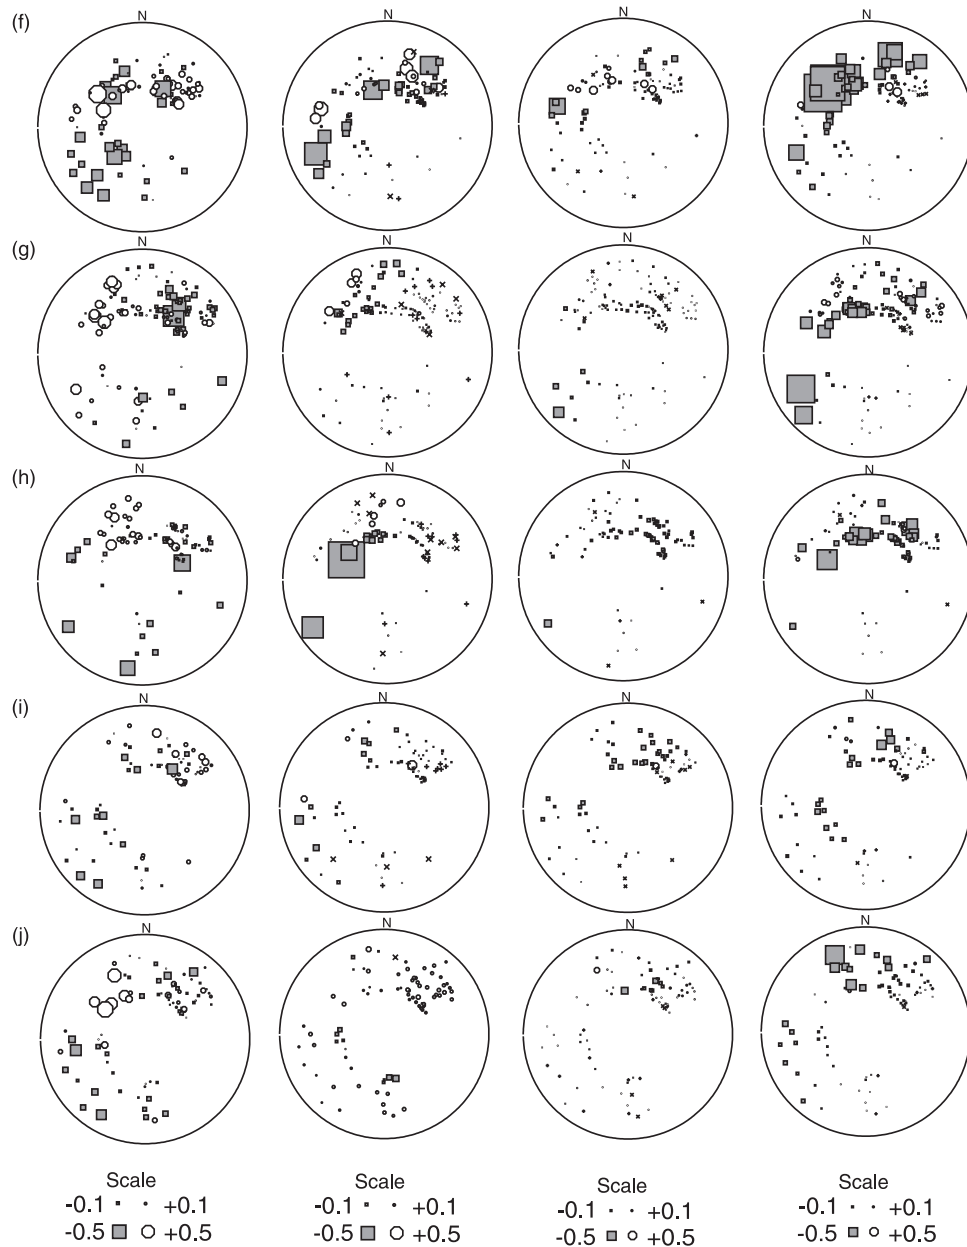 (f) N N N N
(g) N N N N
(h) N N N N
(i) N N N N
(j) N N N N
Scale Scale Scale Scale
-0.1 +0.1 -0.1 +0.1 -0.1 +0.1 -0.1 +0.1
-0.5 +0.5 -0.5 +0.5 -0.5 +0.5 -0.5 +0.5